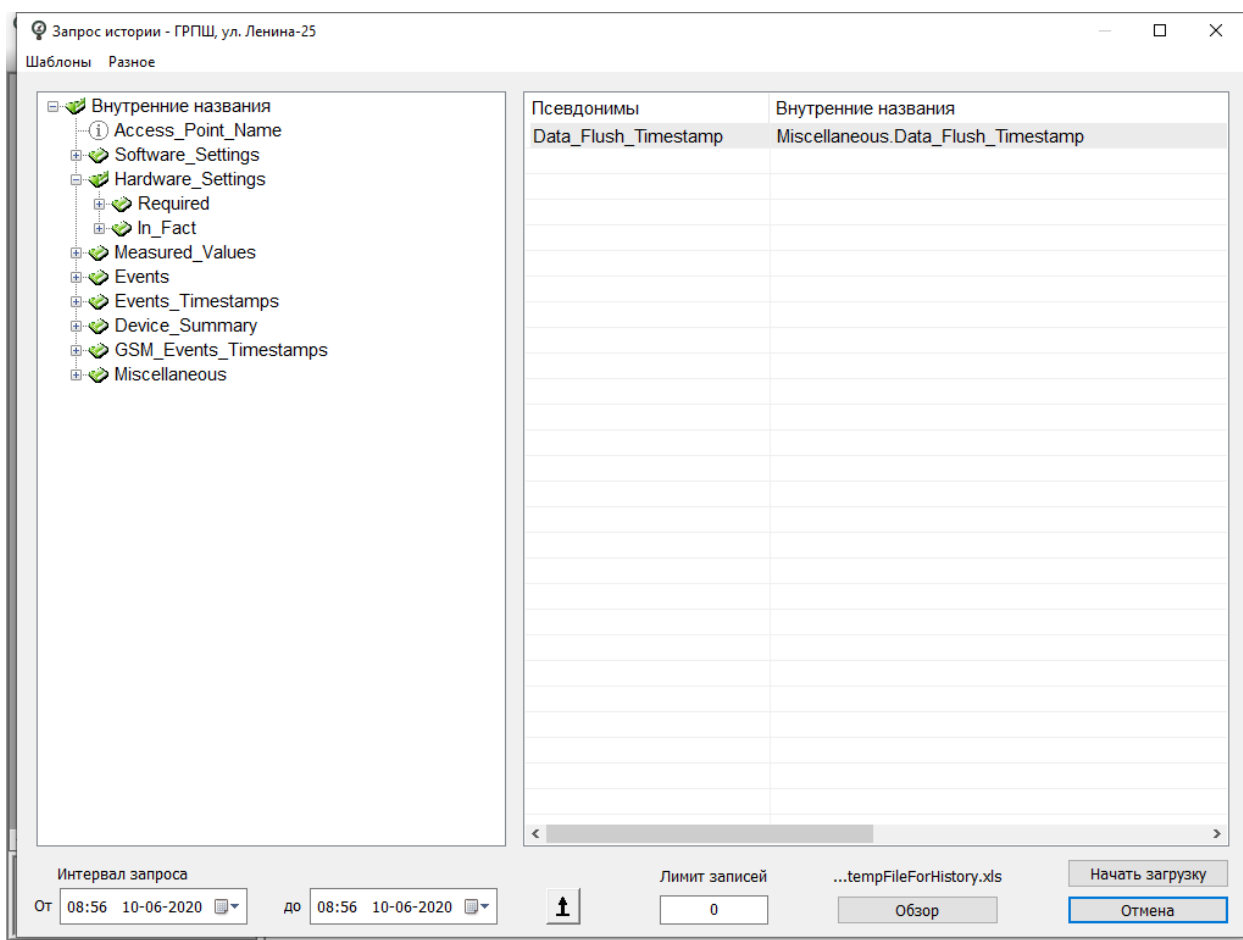 Запрос истории - ГРПШ, ул. Ленина-25
Шаблоны Разное
Внутренние названия
Access_Point_Name
Software_Settings
Hardware_Settings
Required
In_Fact
Measured_Values
Events
Events_Timestamps
Device_Summary
GSM_Events_Timestamps
Miscellaneous
Псевдонимы Внутренние названия
Data_Flush_Timestamp Miscellaneous.Data_Flush_Timestamp
Интервал запроса
От 08:56 10-06-2020 до 08:56 10-06-2020
Лимит записей
0
...tempFileForHistory.xls
Обзор
Начать загрузку
Отмена